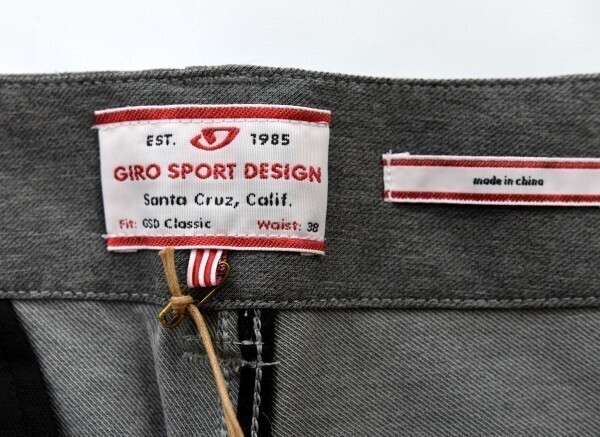 EST. 1985
GIRO SPORT DESIGN
Santa Cruz, Calif.
Fit: GSD Classic Waist: 38
made in china